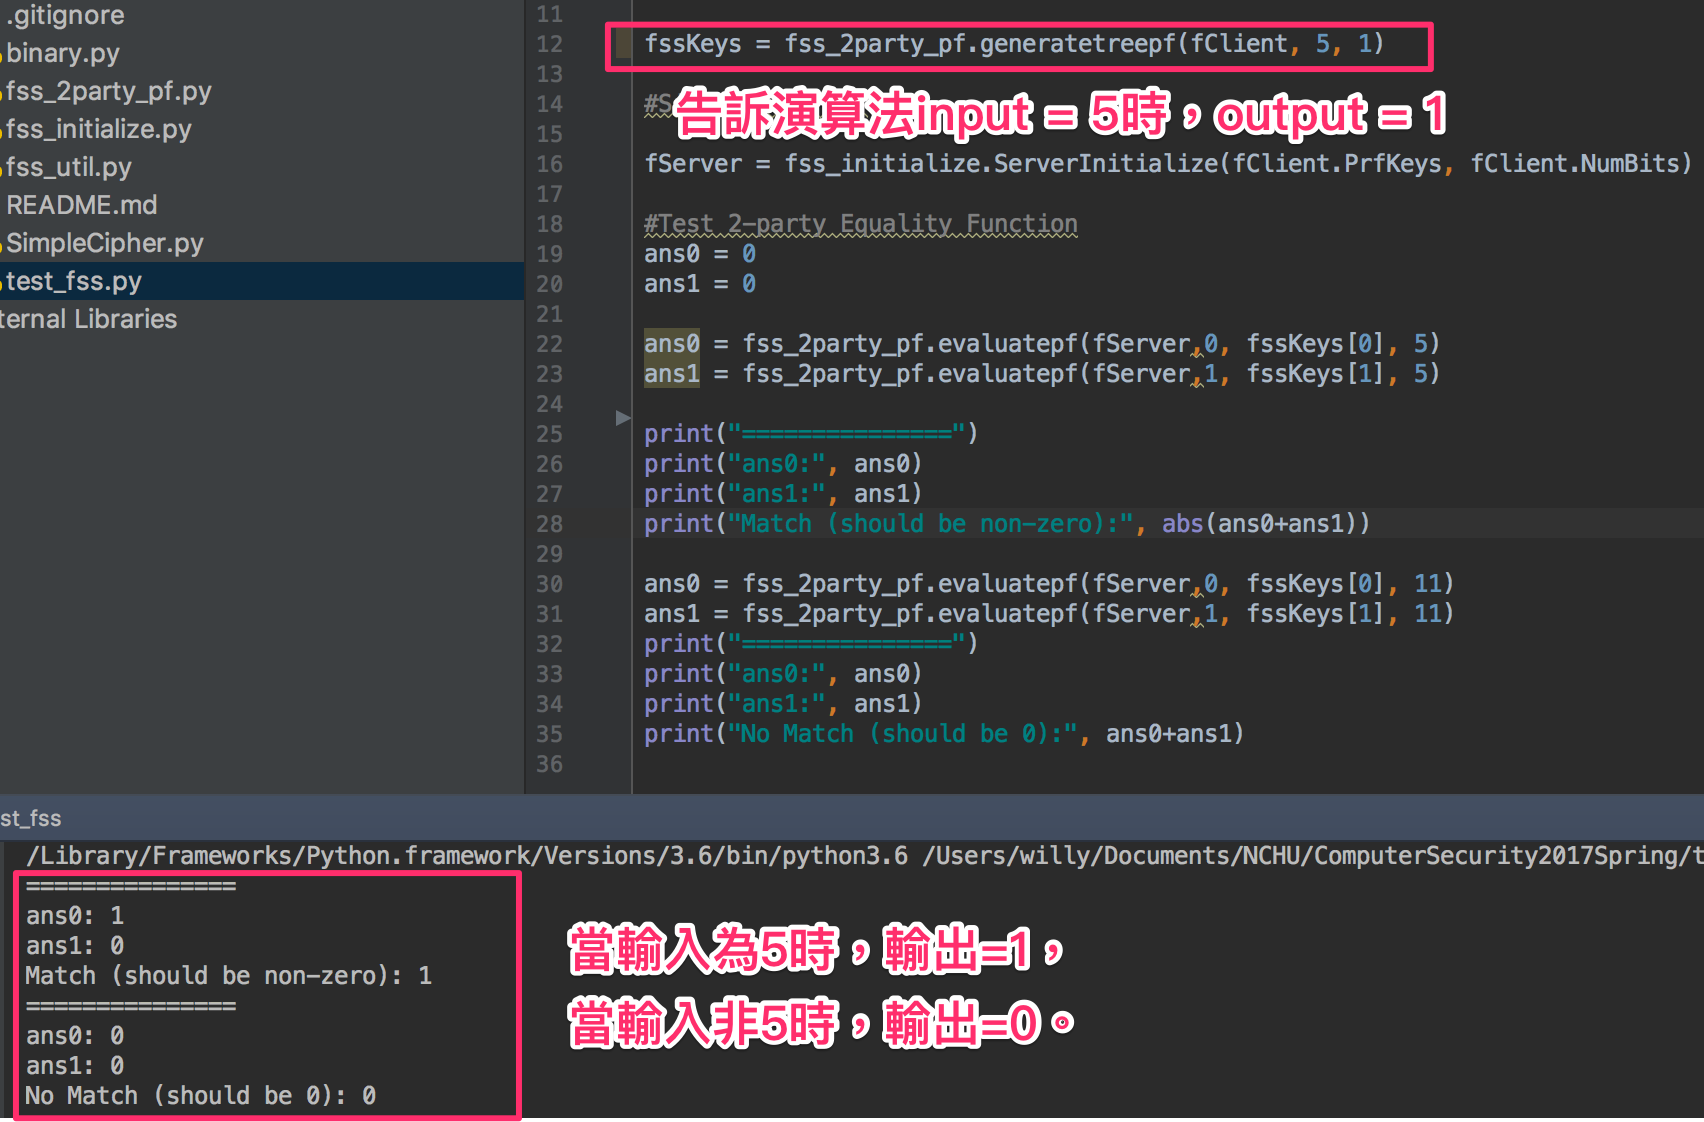 .gitignore
binary.py
fss_2party_pf.py
fss_initialize.py
fss_util.py
README.md
SimpleCipher.py
test_fss.py
ternal Libraries
11
12 fssKeys = fss_2party_pf.generatetreepf(fClient, 5, 1)
13
14 #S
告訴演算法input = 5時，output = 1
15
16 fServer = fss_initialize.ServerInitialize(fClient.PrfKeys, fClient.NumBits)
17
18 #Test 2-party Equality Function
19 ans0 = 0
20 ans1 = 0
21
22 ans0 = fss_2party_pf.evaluatepf(fServer,0, fssKeys[0], 5)
23 ans1 = fss_2party_pf.evaluatepf(fServer,1, fssKeys[1], 5)
24
25 print("===============")
26 print("ans0:", ans0)
27 print("ans1:", ans1)
28 print("Match (should be non-zero):", abs(ans0+ans1))
29
30 ans0 = fss_2party_pf.evaluatepf(fServer,0, fssKeys[0], 11)
31 ans1 = fss_2party_pf.evaluatepf(fServer,1, fssKeys[1], 11)
32 print("===============")
33 print("ans0:", ans0)
34 print("ans1:", ans1)
35 print("No Match (should be 0):", ans0+ans1)
36
st_fss
/Library/Frameworks/Python.framework/Versions/3.6/bin/python3.6 /Users/willy/Documents/NCHU/ComputerSecurity2017Spring/t
===============
ans0: 1
ans1: 0
Match (should be non-zero): 1
===============
ans0: 0
ans1: 0
No Match (should be 0): 0
當輸入為5時，輸出=1，
當輸入非5時，輸出=0。